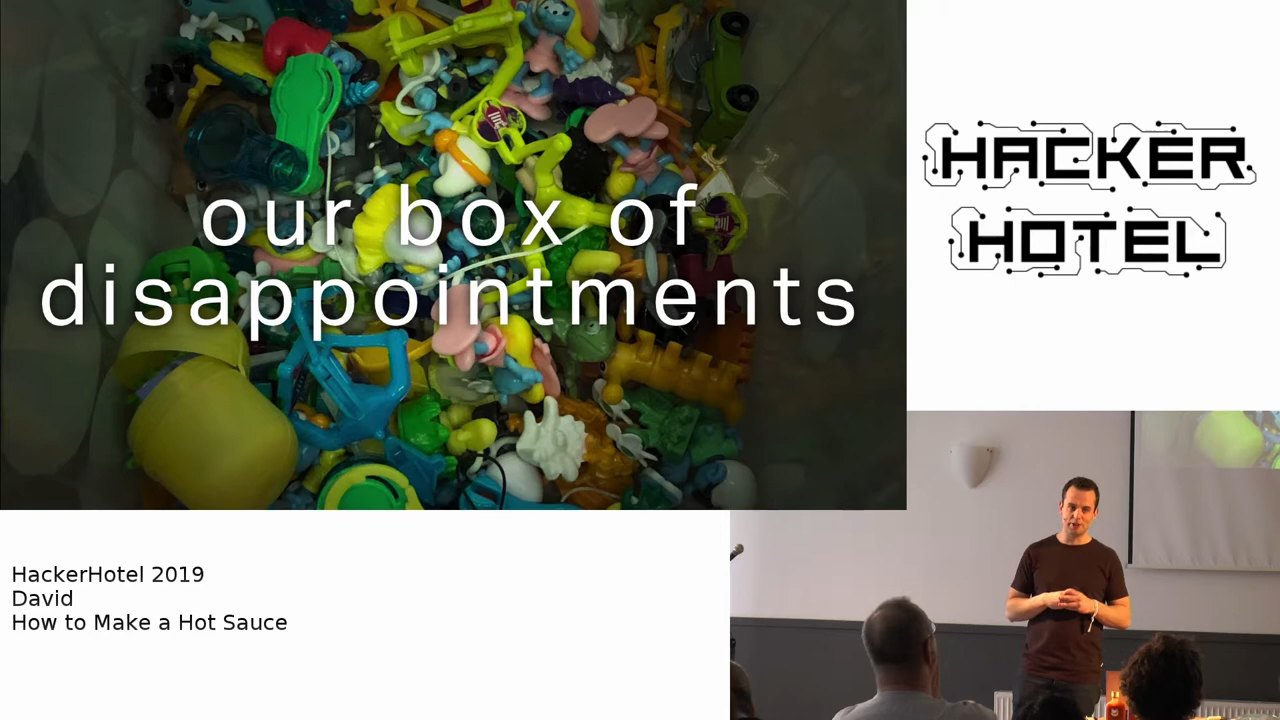 our box of
disappointments
HACKER
HOTEL
HackerHotel 2019
David
How to Make a Hot Sauce